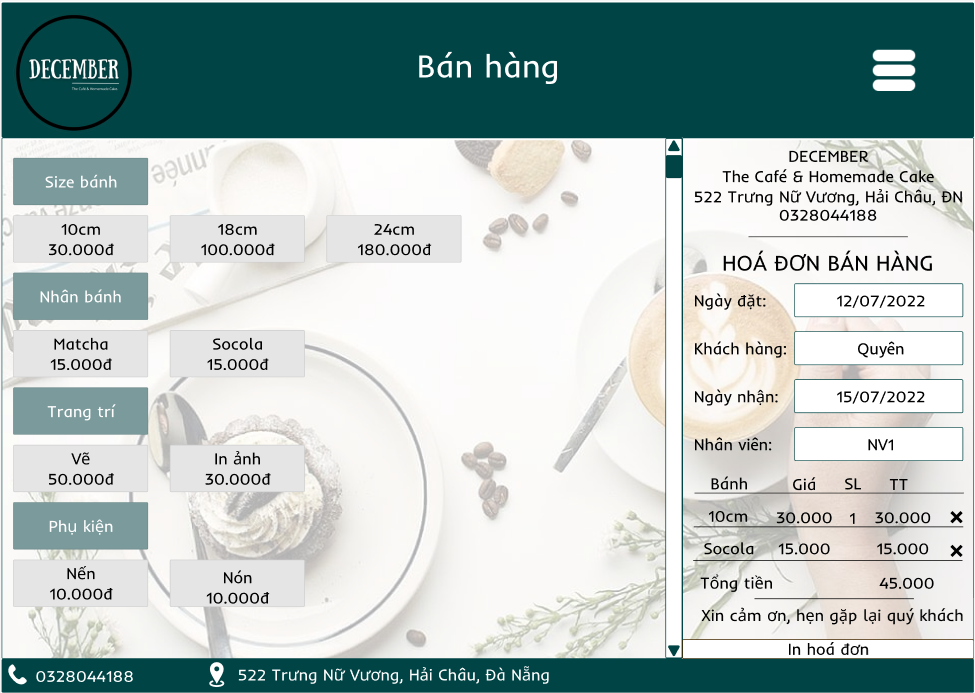 DECEMBER
The Café & Homemade Cake
Bán hàng
Size bánh
10cm
30.000đ
18cm
100.000đ
24cm
180.000đ
Nhân bánh
Matcha
15.000đ
Socola
15.000đ
Trang trí
Vẽ
50.000đ
In ảnh
30.000đ
Phụ kiện
Nến
10.000đ
Nón
10.000đ
DECEMBER
The Café & Homemade Cake
522 Trưng Nữ Vương, Hải Châu, ĐN
0328044188
HOÁ ĐƠN BÁN HÀNG
Ngày đặt: 12/07/2022
Khách hàng: Quyên
Ngày nhận: 15/07/2022
Nhân viên: NV1
Bánh Giá SL TT
10cm 30.000 1 30.000
Socola 15.000 15.000
Tổng tiền 45.000
Xin cảm ơn, hẹn gặp lại quý khách
In hoá đơn
0328044188
522 Trưng Nữ Vương, Hải Châu, Đà Nẵng